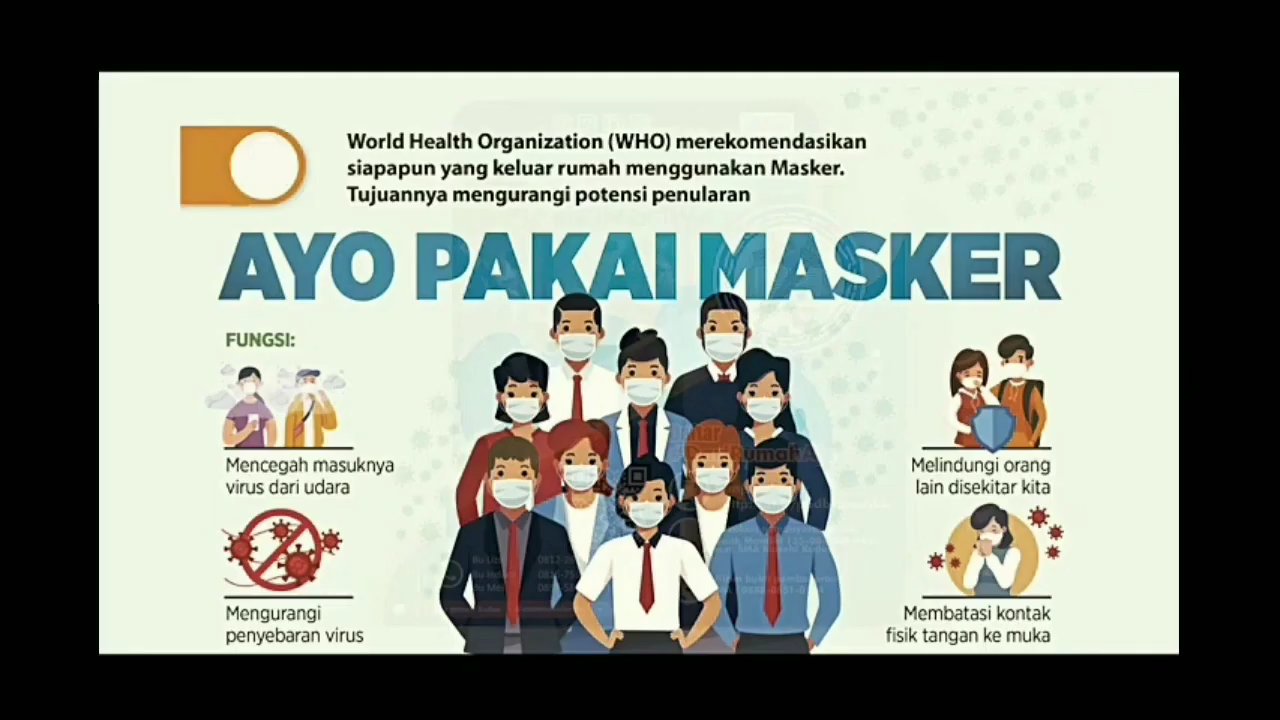 World Health Organization (WHO) merekomendasikan
siapapun yang keluar rumah menggunakan Masker.
Tujuannya mengurangi potensi penularan
AYO PAKAI MASKER
FUNGSI:
Mencegah masuknya
virus dari udara
Mengurangi
penyebaran virus
Melindungi orang
lain disekitar kita
Membatasi kontak
fisik tangan ke muka